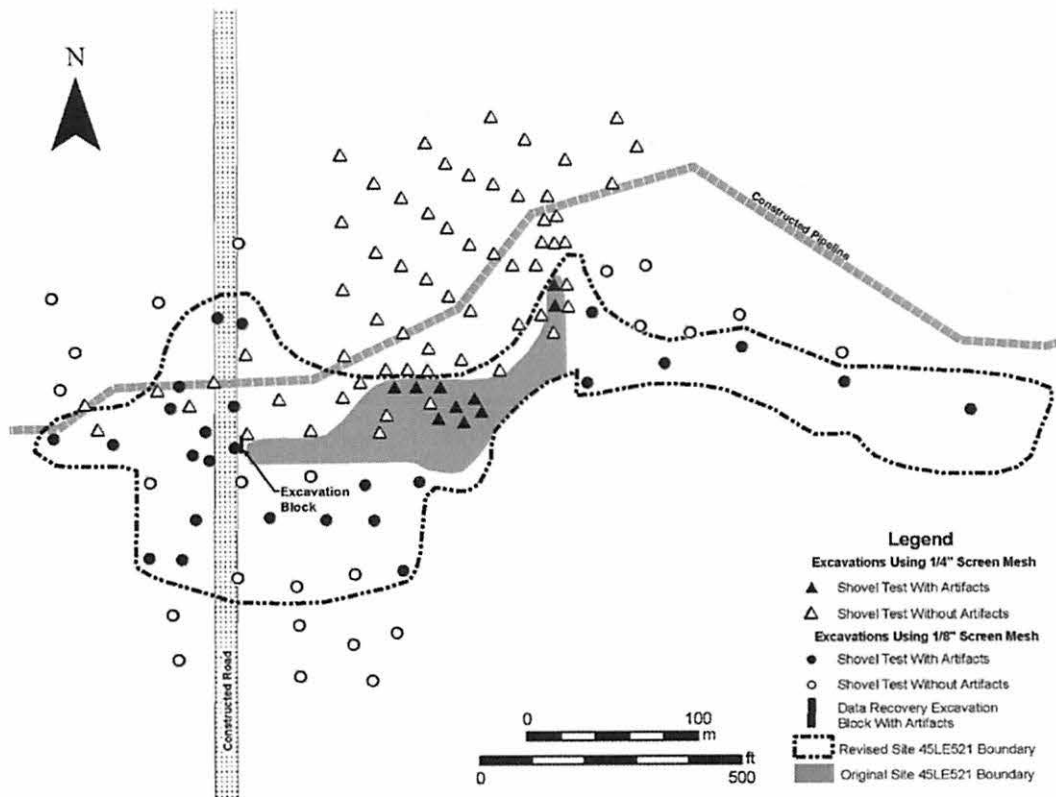 N
Constructed Pipeline
Excavation
Block
Constructed Road
Legend
Excavations Using 1/4" Screen Mesh
Shovel Test With Artifacts
Shovel Test Without Artifacts
Excavations Using 1/8" Screen Mesh
Shovel Test With Artifacts
Shovel Test Without Artifacts
Data Recovery Excavation
Block With Artifacts
Revised Site 45LE521 Boundary
Original Site 45LE521 Boundary
0 100
m
ft
0 500